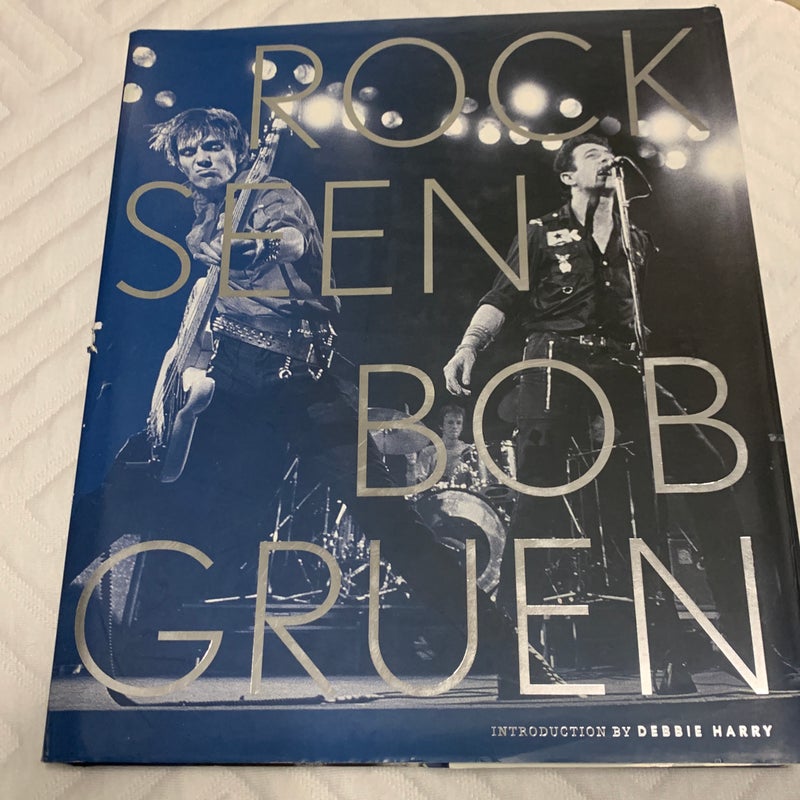 ROCK
SEEN
BOB
GRUEN
INTRODUCTION BY DEBBIE HARRY